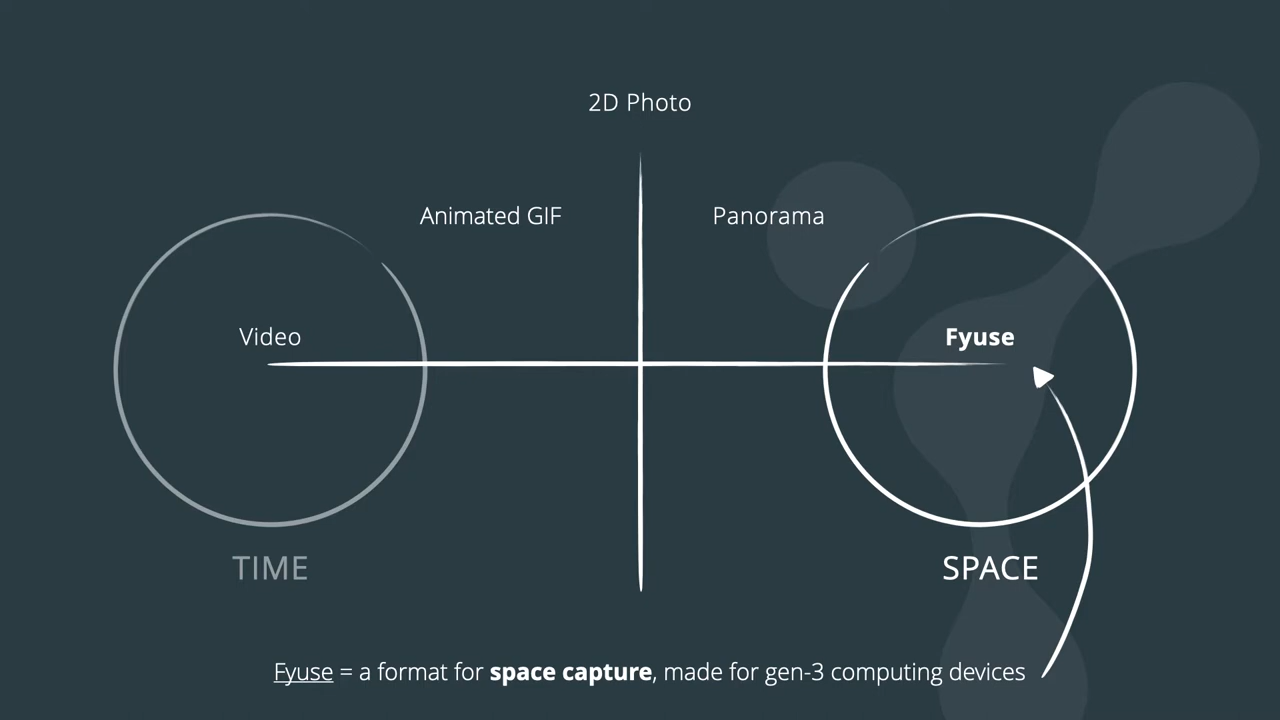 2D Photo
Animated GIF
Panorama
Video
Fyuse
TIME
SPACE
Fyuse = a format for space capture, made for gen-3 computing devices